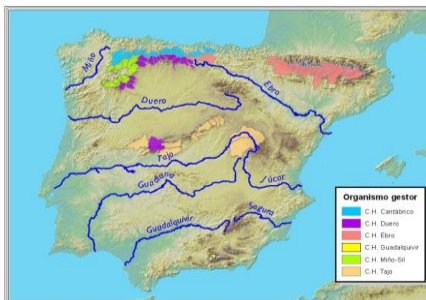 Miño
Ebro
Duero
Tajo
Guadiana
Júcar
Segura
Guadalquivir
Organismo gestor
C.H. Cantábrico
C.H. Duero
C.H. Ebro
C.H. Guadalquivir
C.H. Miño-Sil
C.H. Tajo